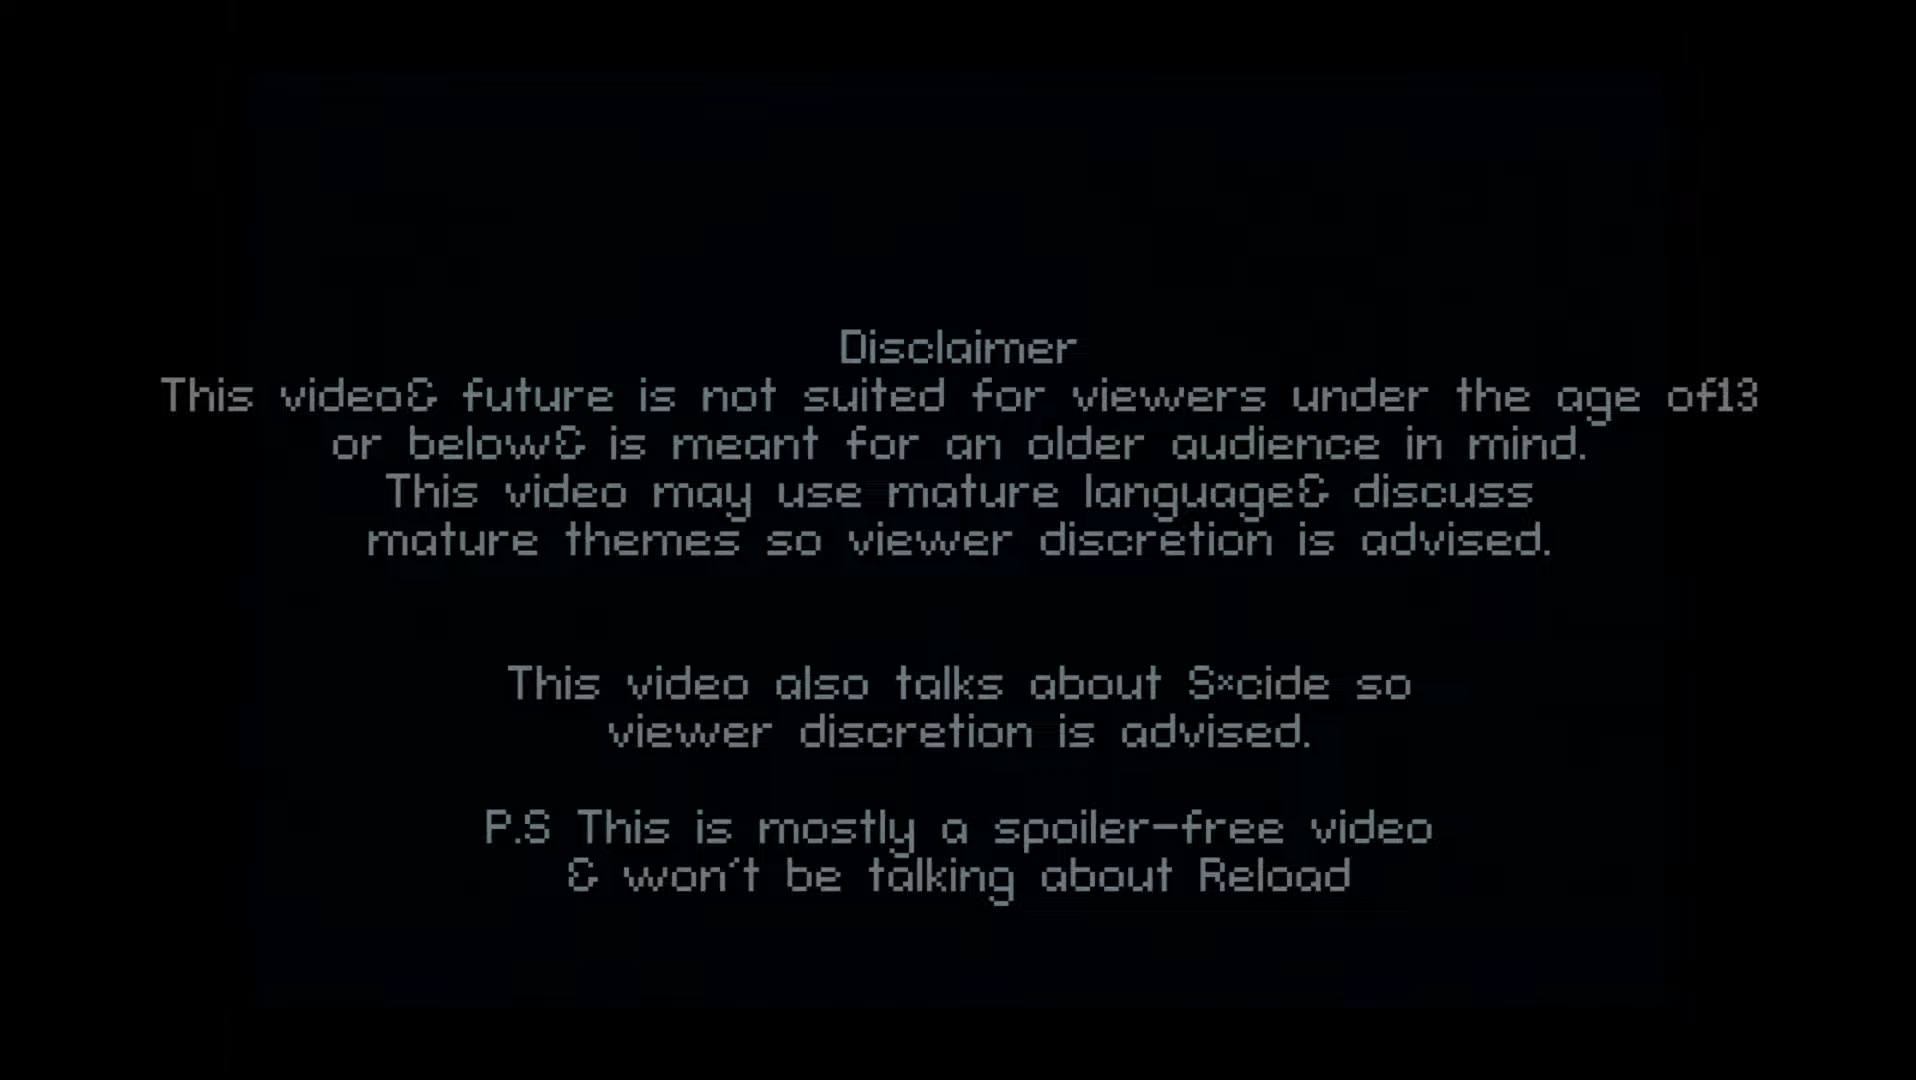 Disclaimer
This video& future is not suited for viewers under the age of13
or below& is meant for an older audience in mind.
This video may use mature language& discuss
mature themes so viewer discretion is advised.
This video also talks about S*cide so
viewer discretion is advised.
P.S This is mostly a spoiler-free video
& won't be talking about Reload